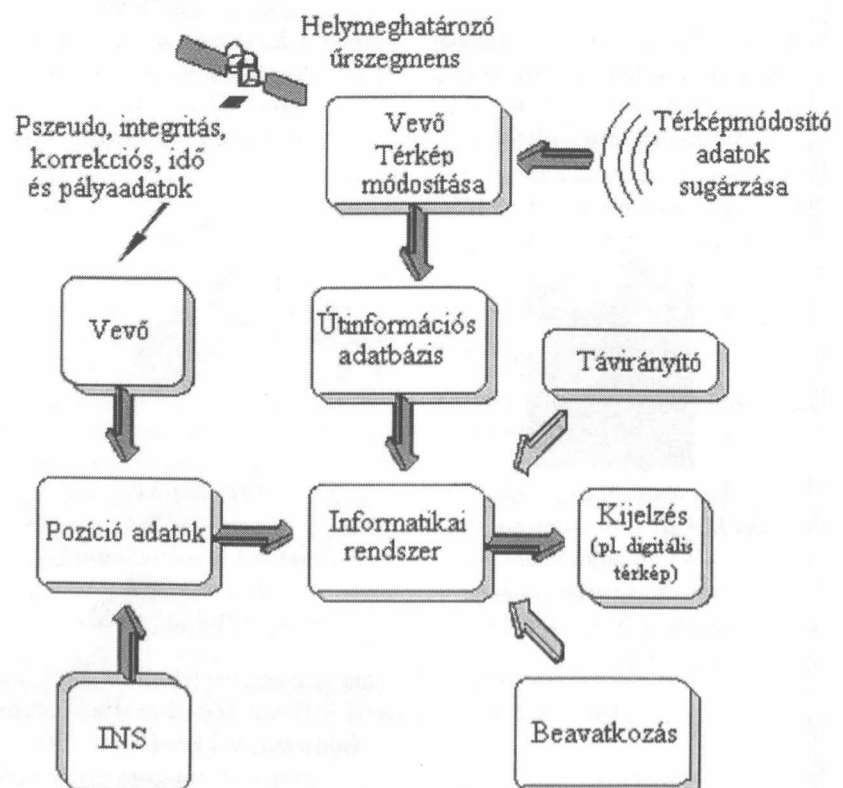 Helymeghatározó
űrszegmens
Pszeudo, integritás,
korrekciós, idő
és pályaadatok
Vevő
Térkép
módosítása
Térképmódosító
adatok
sugárzása
Vevő
Útinformációs
adatbázis
Távirányító
Pozíció adatok
Informatikai
rendszer
Kijelzés
(pl. digitális
térkép)
INS
Beavatkozás